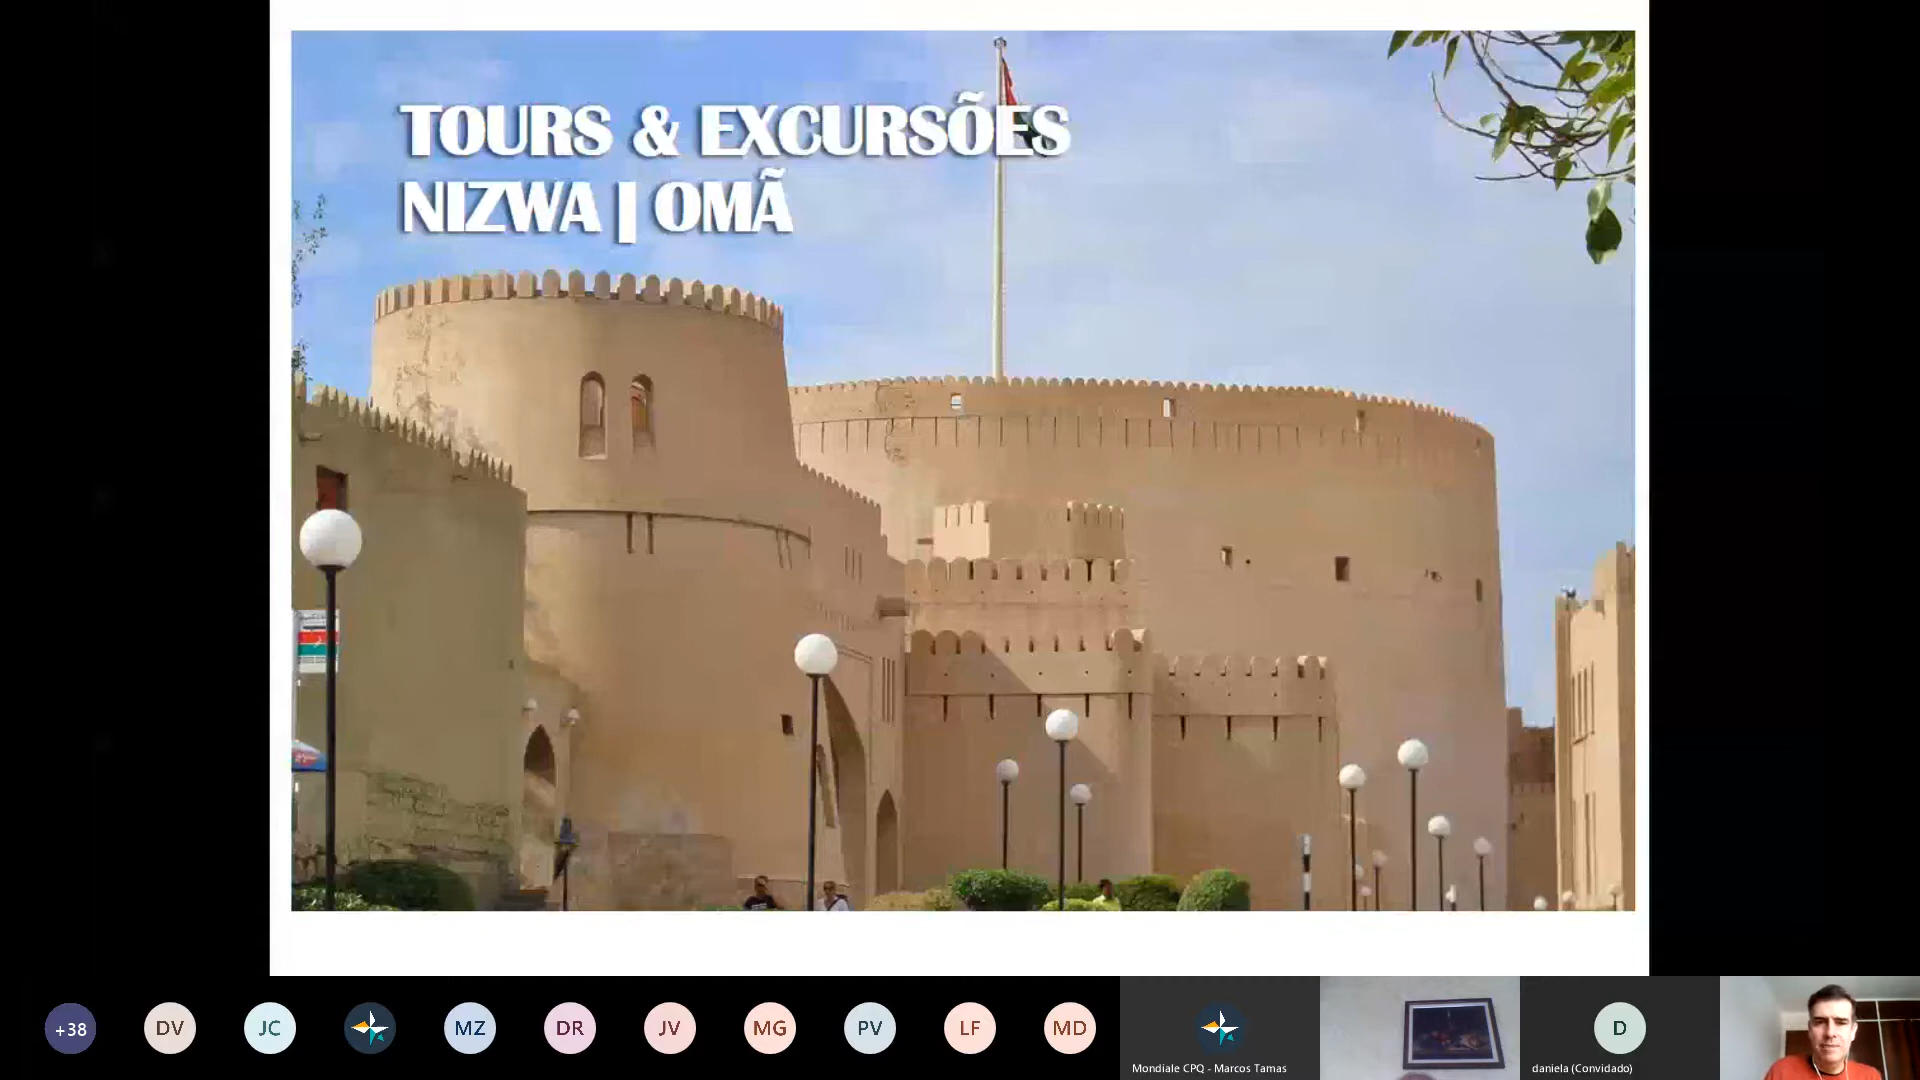 TOURS & EXCURSÕES
NIZWA | OMÃ
+38
DV
JC
MZ
DR
JV
MG
PV
LF
MD
Mondiale CPQ - Marcos Tamas
D
daniela (Convidado)